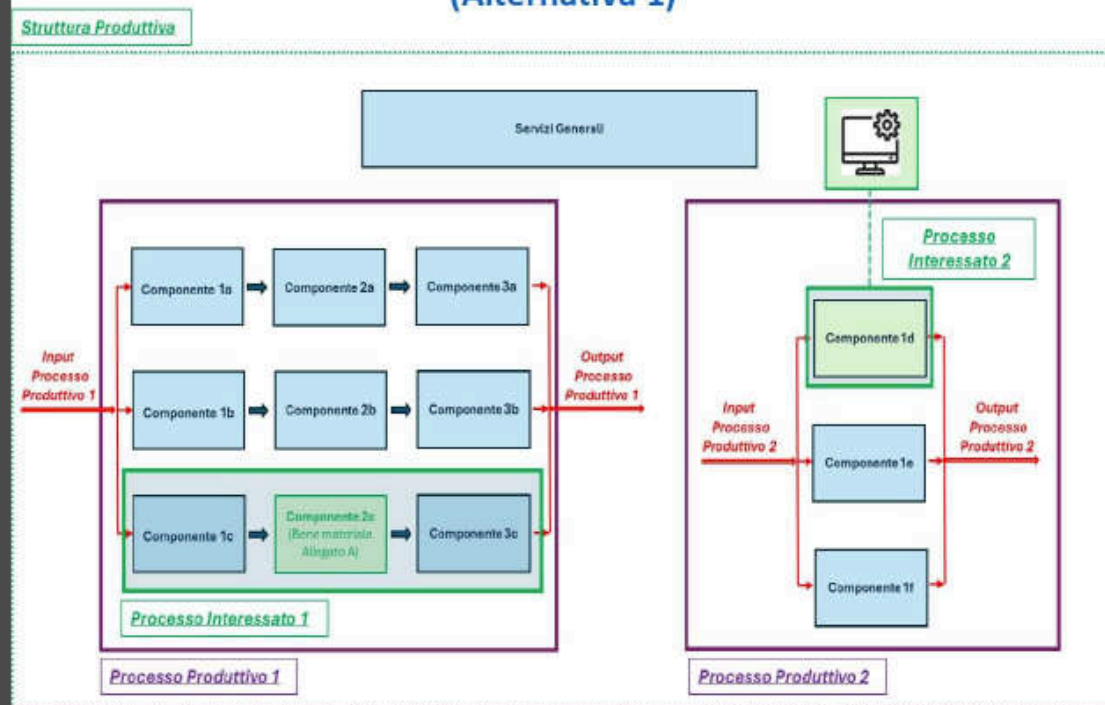 (Alternativa 1)
Struttura Produttiva
Servizi Generali
Processo
Interessato 2
Componente 1a
Componente 2a
Componente 3a
Componente 1d
Input
Processo
Produttivo 1
Output
Processo
Produttivo 1
Componente 1b
Componente 2b
Componente 3b
Input
Processo
Produttivo 2
Output
Processo
Produttivo 2
Componente 1e
Componente 1c
Componente 2c
(Bene materiale
Allegato A)
Componente 3c
Componente 1f
Processo Interessato 1
Processo Produttivo 1
Processo Produttivo 2